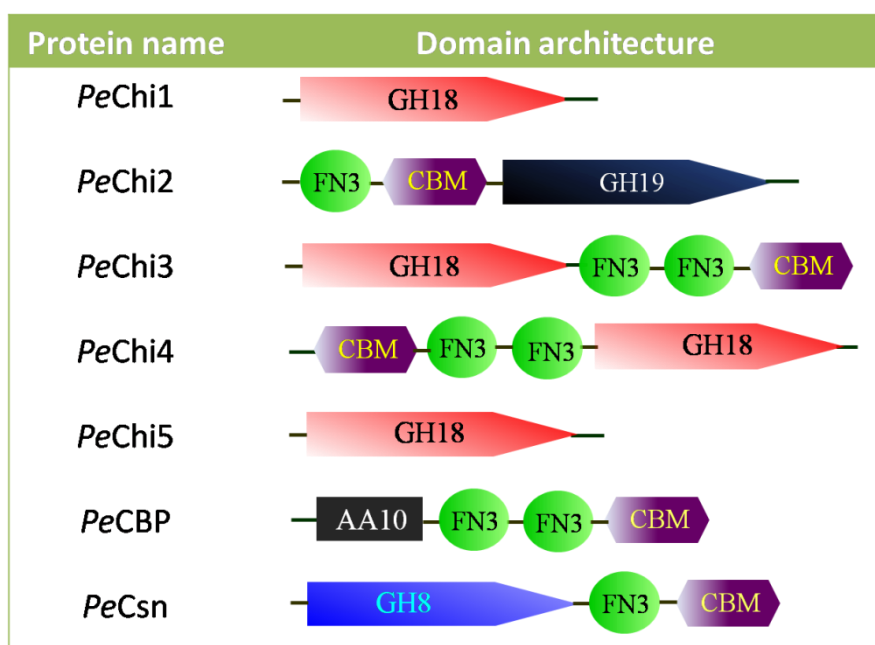 Protein name Domain architecture
PeChi1 GH18
PeChi2 FN3 CBM GH19
PeChi3 GH18 FN3 FN3 CBM
PeChi4 CBM FN3 FN3 GH18
PeChi5 GH18
PeCBP AA10 FN3 FN3 CBM
PeCsn GH8 FN3 CBM